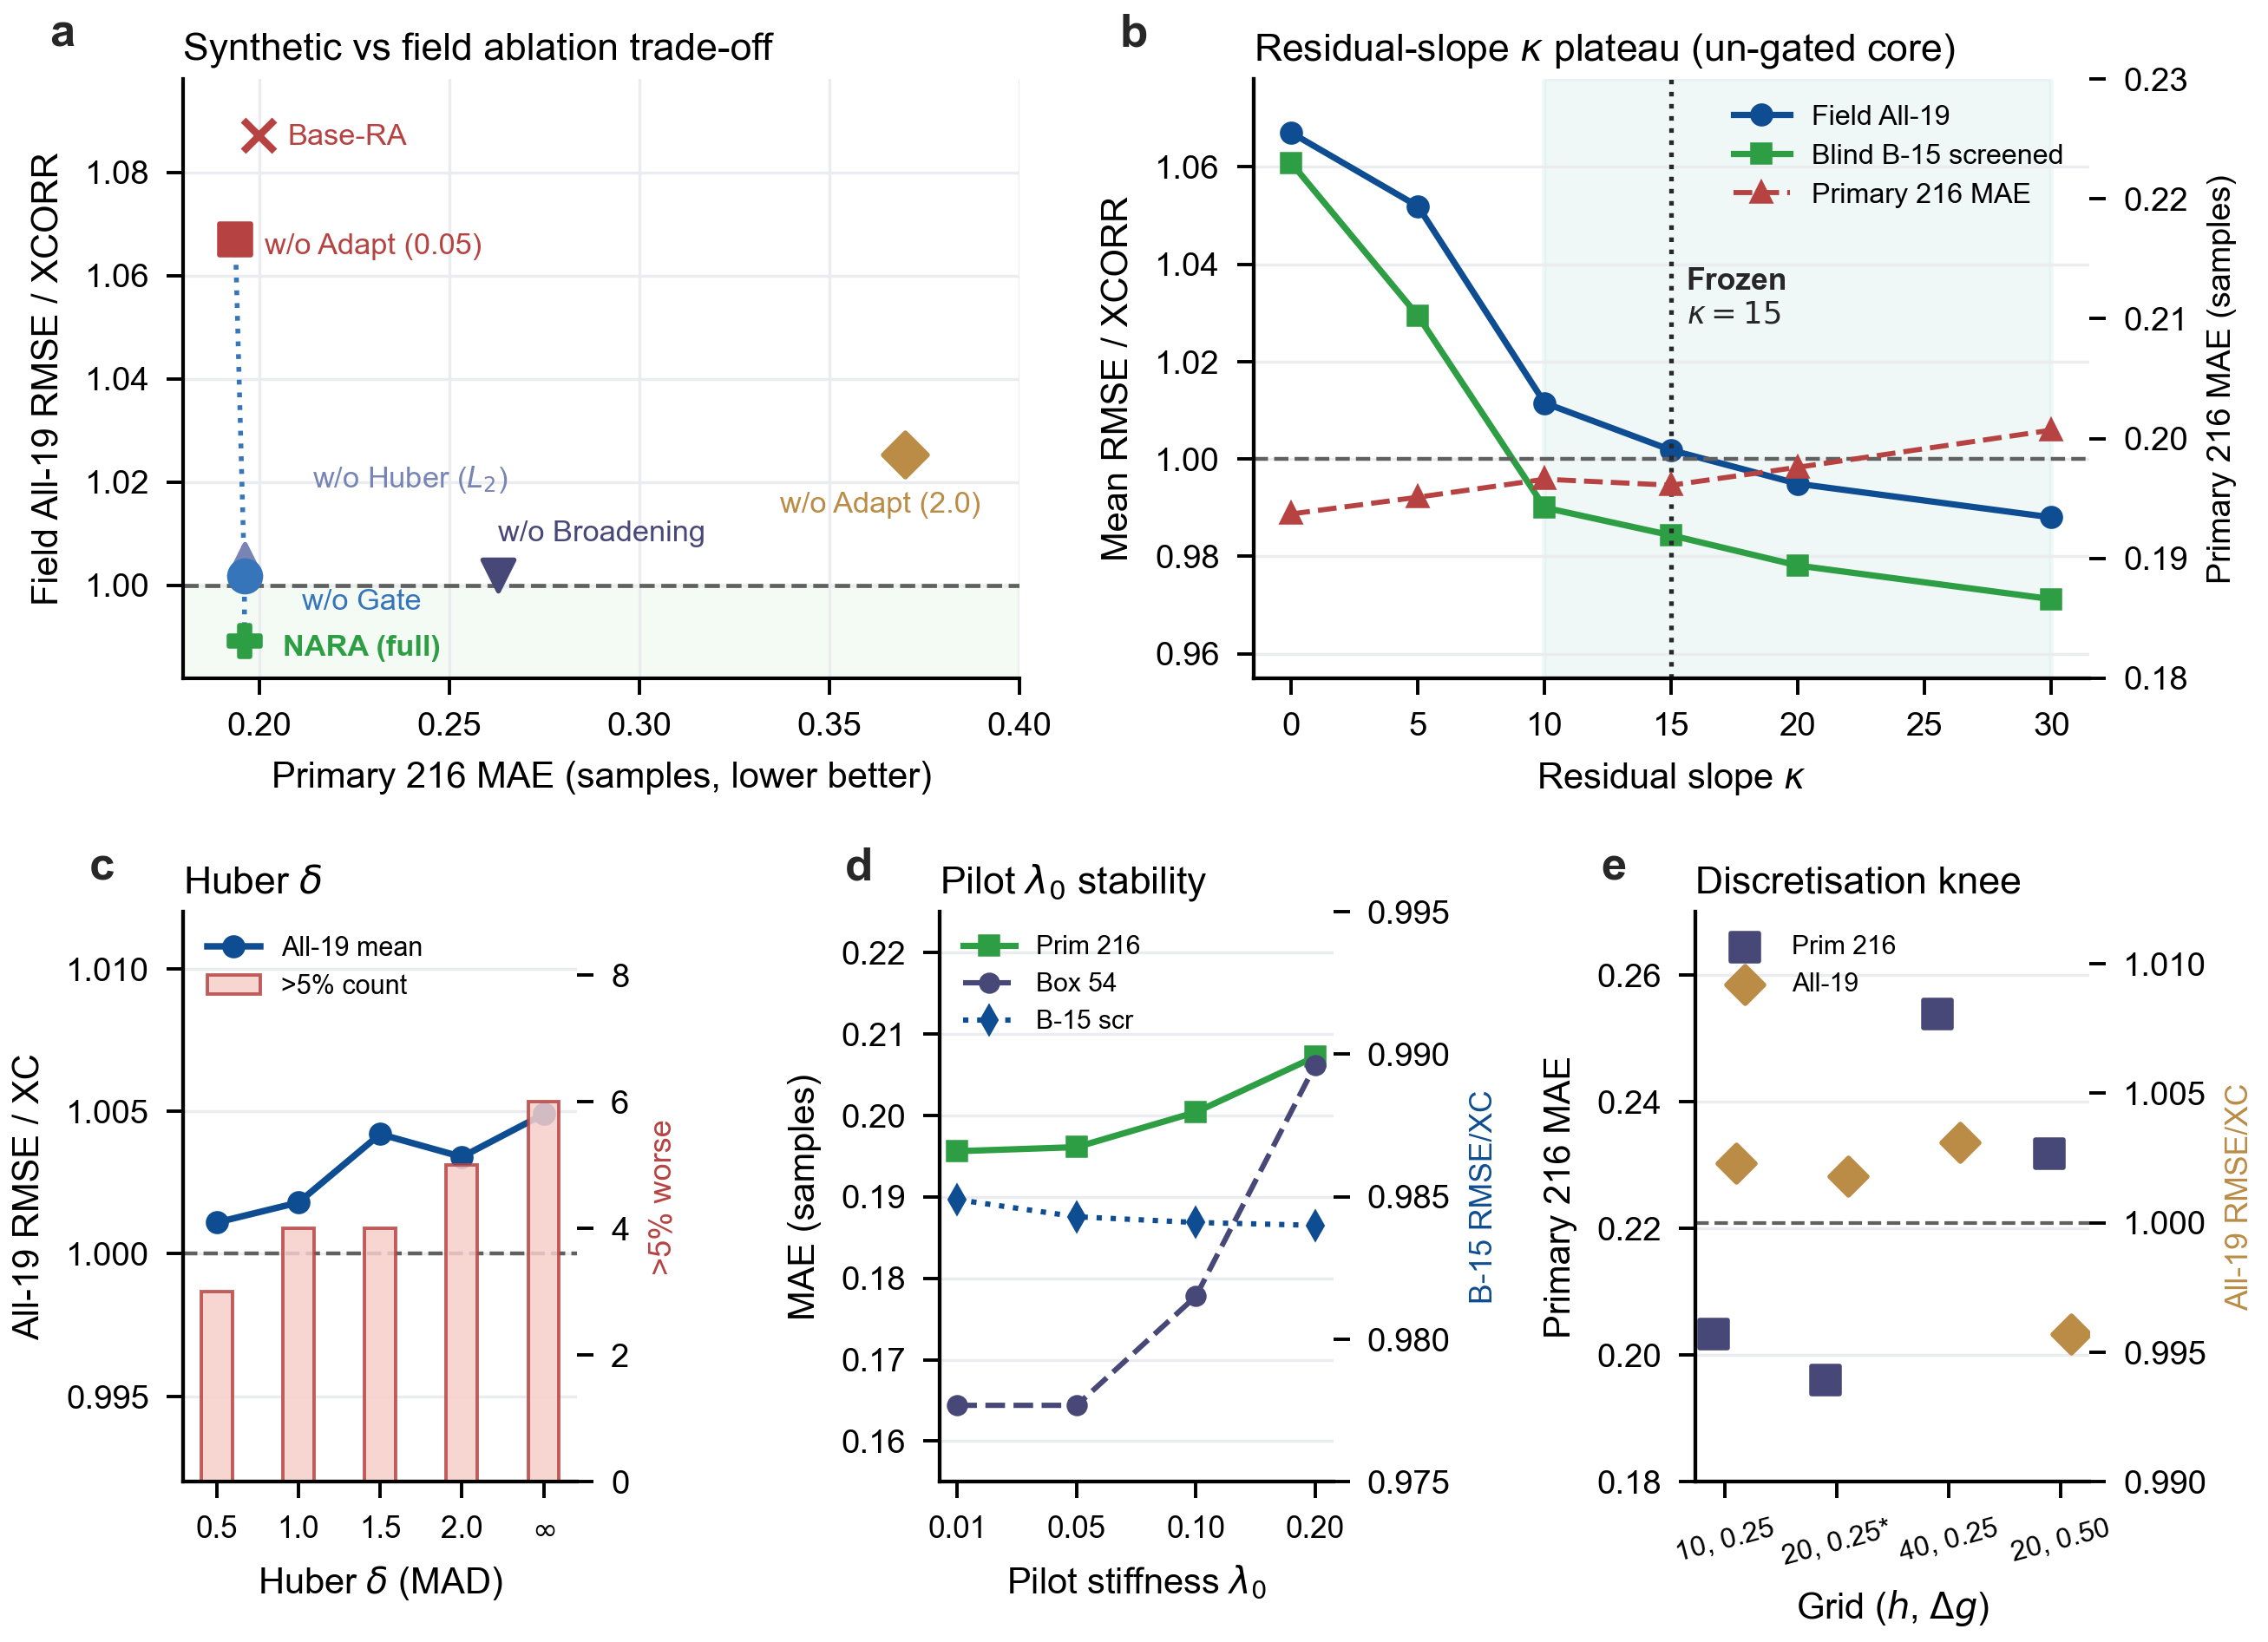 a
Synthetic vs field ablation trade-off
Field All-19 RMSE / XCORR
1.08
1.06
1.04
1.02
1.00
Base-RA
w/o Adapt (0.05)
w/o Huber (L₂)
w/o Adapt (2.0)
w/o Broadening
w/o Gate
NARA (full)
0.20 0.25 0.30 0.35 0.40
Primary 216 MAE (samples, lower better)
b
Residual-slope κ plateau (un-gated core)
Mean RMSE / XCORR
1.06
1.04
1.02
1.00
0.98
0.96
Field All-19
Blind B-15 screened
Primary 216 MAE
Frozen
κ = 15
0.23
0.22
0.21
0.20
0.19
0.18
Primary 216 MAE (samples)
0 5 10 15 20 25 30
Residual slope κ
c
Huber δ
All-19 RMSE / XC
1.010
1.005
1.000
0.995
All-19 mean
>5% count
8
6
4
2
0
>5% worse
0.5 1.0 1.5 2.0 ∞
Huber δ (MAD)
d
Pilot λ₀ stability
MAE (samples)
0.22
0.21
0.20
0.19
0.18
0.17
0.16
Prim 216
Box 54
B-15 scr
0.995
0.990
0.985
0.980
0.975
B-15 RMSE/XC
0.01 0.05 0.10 0.20
Pilot stiffness λ₀
e
Discretisation knee
Primary 216 MAE
0.26
0.24
0.22
0.20
0.18
Prim 216
All-19
1.010
1.005
1.000
0.995
0.990
All-19 RMSE/XC
10, 0.25 20, 0.25* 40, 0.25 20, 0.50
Grid (h, Δg)